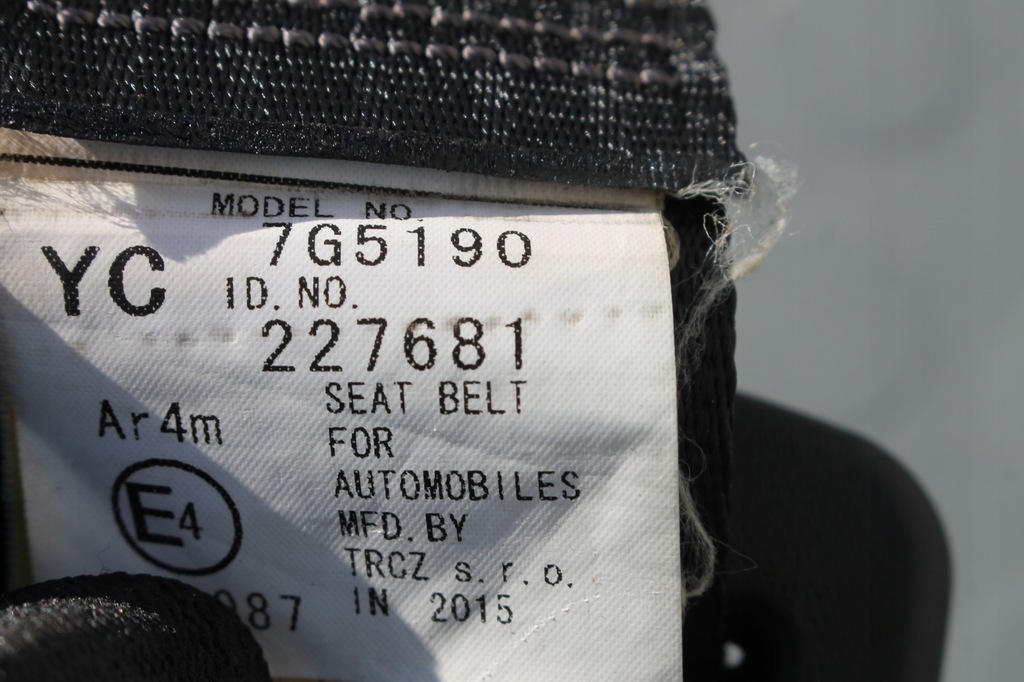 MODEL NO.
7G5190
YC
ID. NO.
227681
SEAT BELT
Ar4m
FOR
AUTOMOBILES
E4
MFD. BY
TRCZ s.r.o.
IN 2015